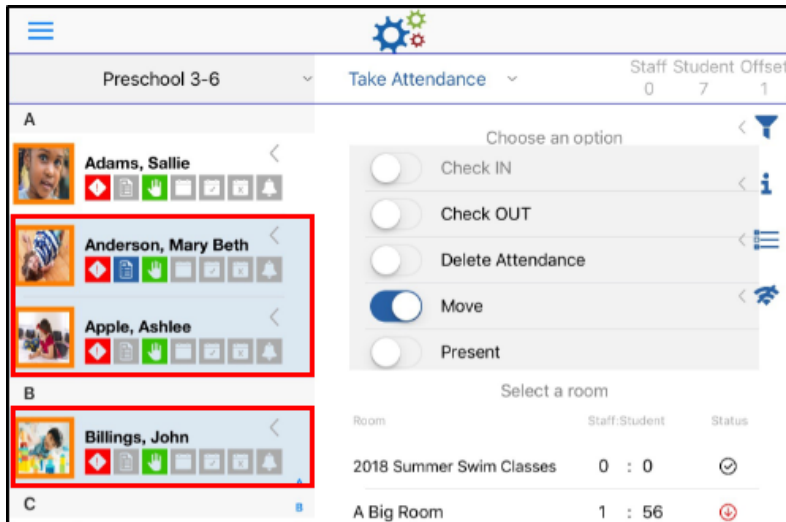 Preschool 3-6
Take Attendance
Staff Student Offset
0 7 1
A
Adams, Sallie
Anderson, Mary Beth
Apple, Ashlee
B
Billings, John
C
A
B
Choose an option
Check IN
Check OUT
Delete Attendance
Move
Present
Select a room
Room Staff:Student Status
2018 Summer Swim Classes 0 : 0
A Big Room 1 : 56